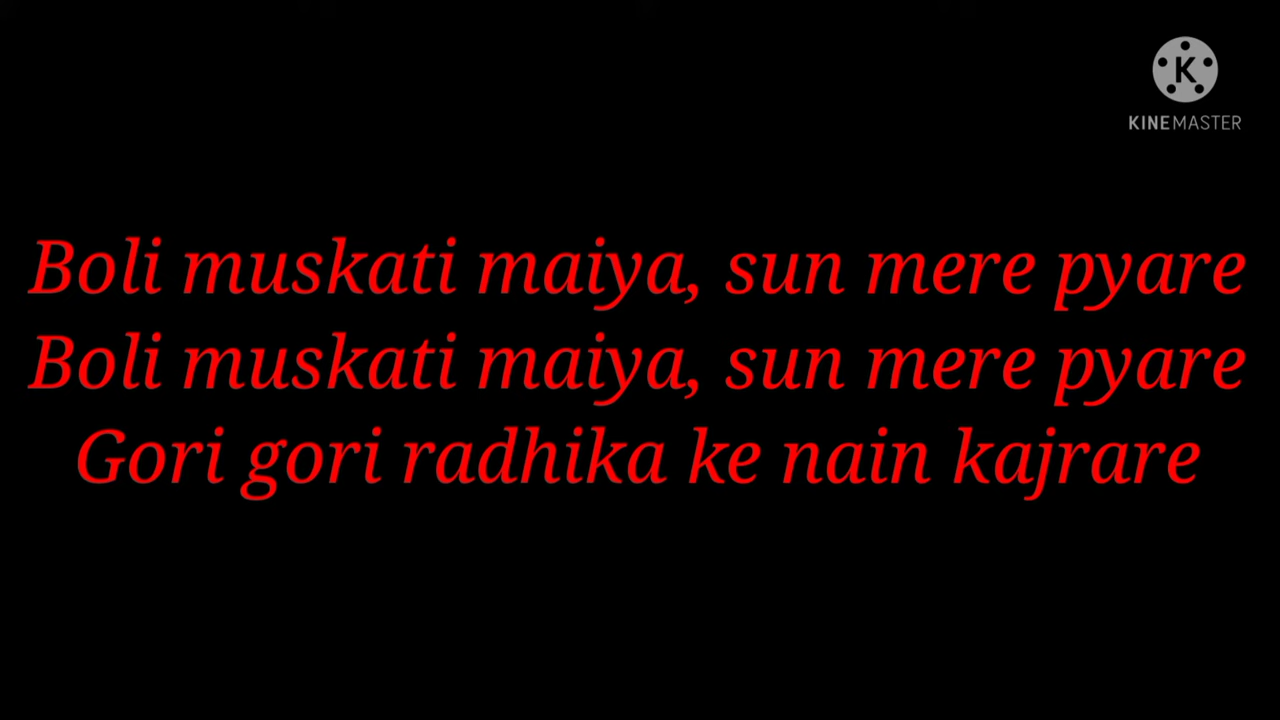 K
KINEMASTER
Boli muskati maiya, sun mere pyare
Boli muskati maiya, sun mere pyare
Gori gori radhika ke nain kajrare